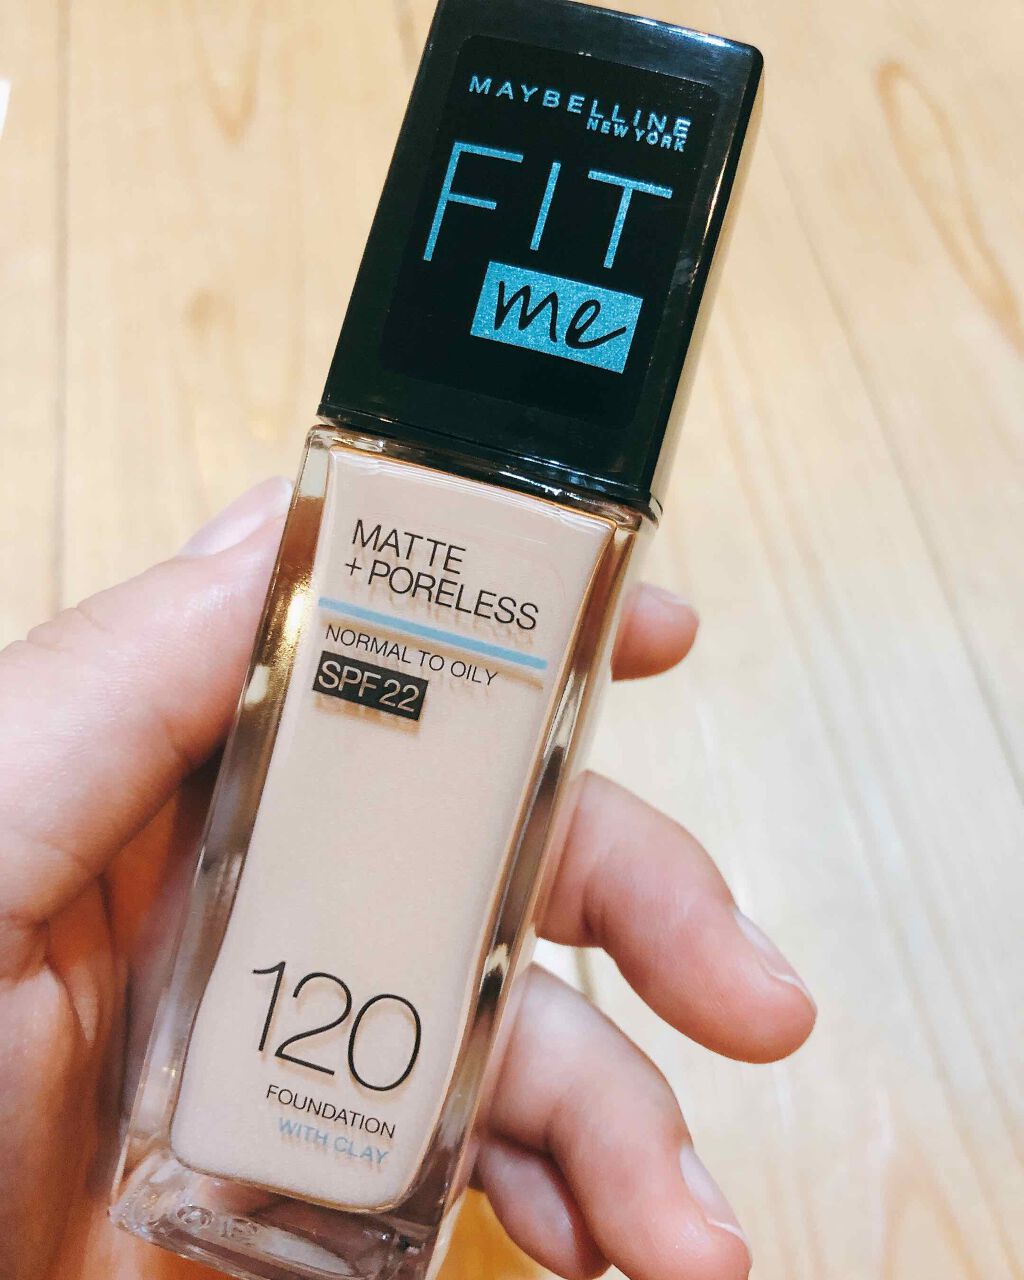 MAYBELLINE
NEW YORK
FIT
me
MATTE
+ PORELESS
NORMAL TO OILY
SPF 22
120
FOUNDATION
WITH CLAY